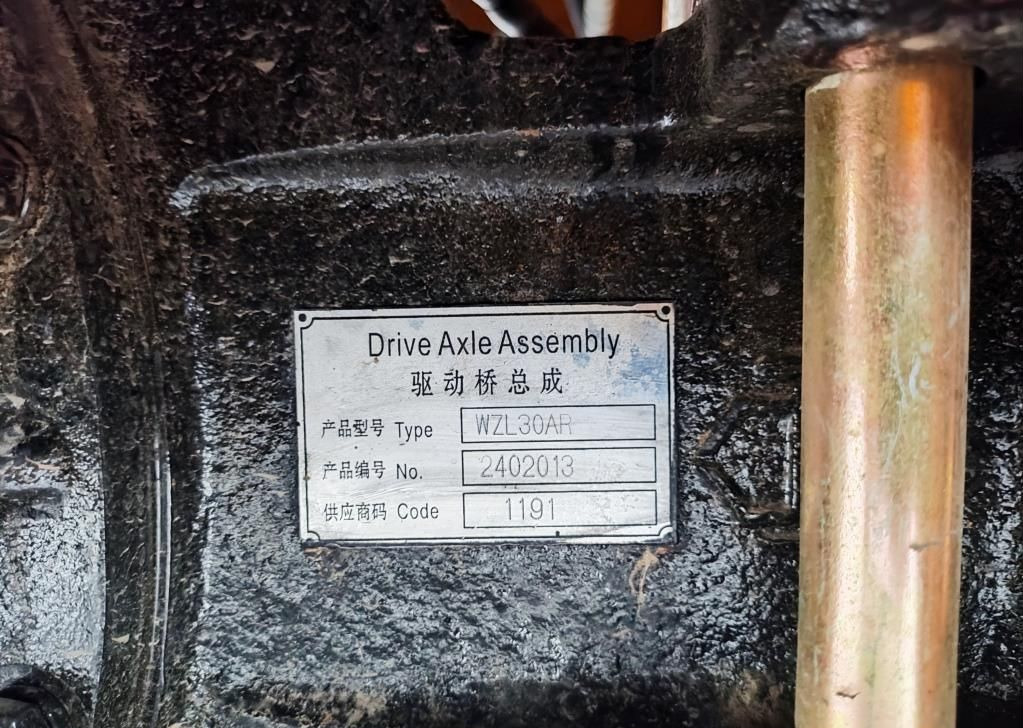 Drive Axle Assembly
驱动桥总成
产品型号 Type WZL30AR
产品编号 No. 2402013
供应商码 Code 1191